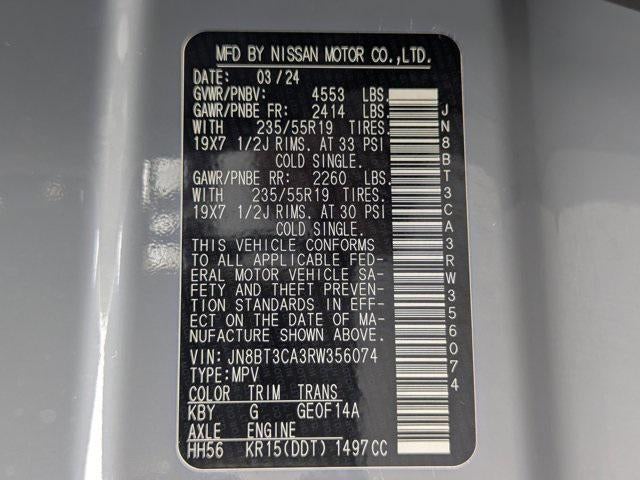 MFD BY NISSAN MOTOR CO.,LTD.
DATE: 03/24
GVWR/PNBV: 4553 LBS.
GAWR/PNBE FR: 2414 LBS.
WITH 235/55R19 TIRES.
19X7 1/2J RIMS. AT 33 PSI
COLD SINGLE.
GAWR/PNBE RR: 2260 LBS.
WITH 235/55R19 TIRES.
19X7 1/2J RIMS. AT 30 PSI
COLD SINGLE.
THIS VEHICLE CONFORMS
TO ALL APPLICABLE FED-
ERAL MOTOR VEHICLE SA-
FETY AND THEFT PREVEN-
TION STANDARDS IN EFF-
ECT ON THE DATE OF MA-
NUFACTURE SHOWN ABOVE.
VIN: JN8BT3CA3RW356074
TYPE:MPV
COLOR TRIM TRANS
KBY G GE0F14A
AXLE ENGINE
HH56 KR15(DDT) 1497CC
JN8BT3CA3RW356074